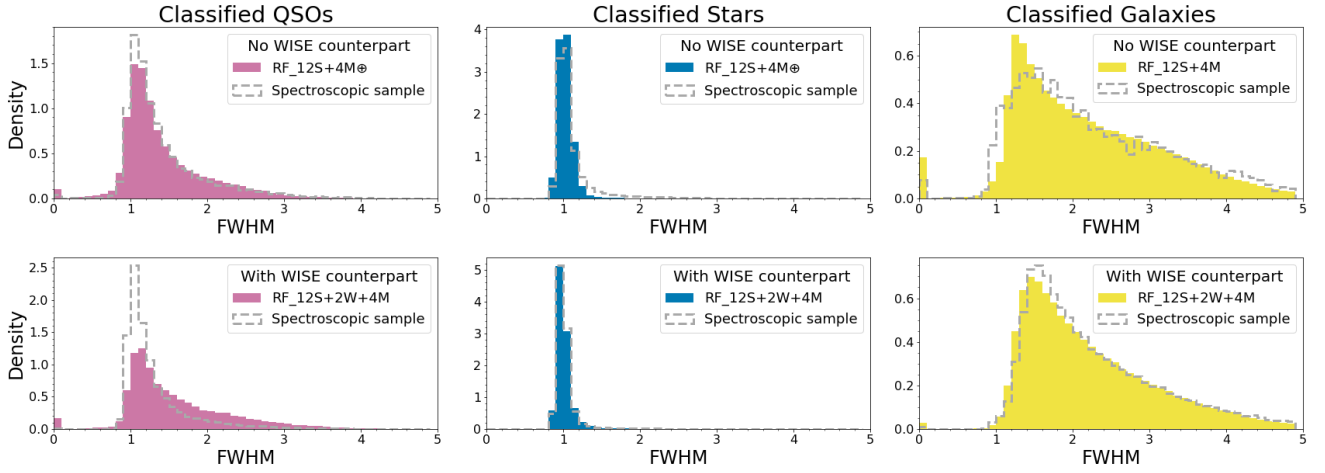 Classified QSOs
Classified Stars
Classified Galaxies
No WISE counterpart
RF_12S+4M⊕
Spectroscopic sample
Density
0.0
0.5
1.0
1.5
0 1 2 3 4 5
FWHM
No WISE counterpart
RF_12S+4M⊕
Spectroscopic sample
0
1
2
3
4
0 1 2 3 4 5
FWHM
No WISE counterpart
RF_12S+4M
Spectroscopic sample
0.0
0.2
0.4
0.6
0 1 2 3 4 5
FWHM
With WISE counterpart
RF_12S+2W+4M
Spectroscopic sample
Density
0.0
0.5
1.0
1.5
2.0
2.5
0 1 2 3 4 5
FWHM
With WISE counterpart
RF_12S+2W+4M
Spectroscopic sample
0
1
2
3
4
5
0 1 2 3 4 5
FWHM
With WISE counterpart
RF_12S+2W+4M
Spectroscopic sample
0.0
0.2
0.4
0.6
0 1 2 3 4 5
FWHM